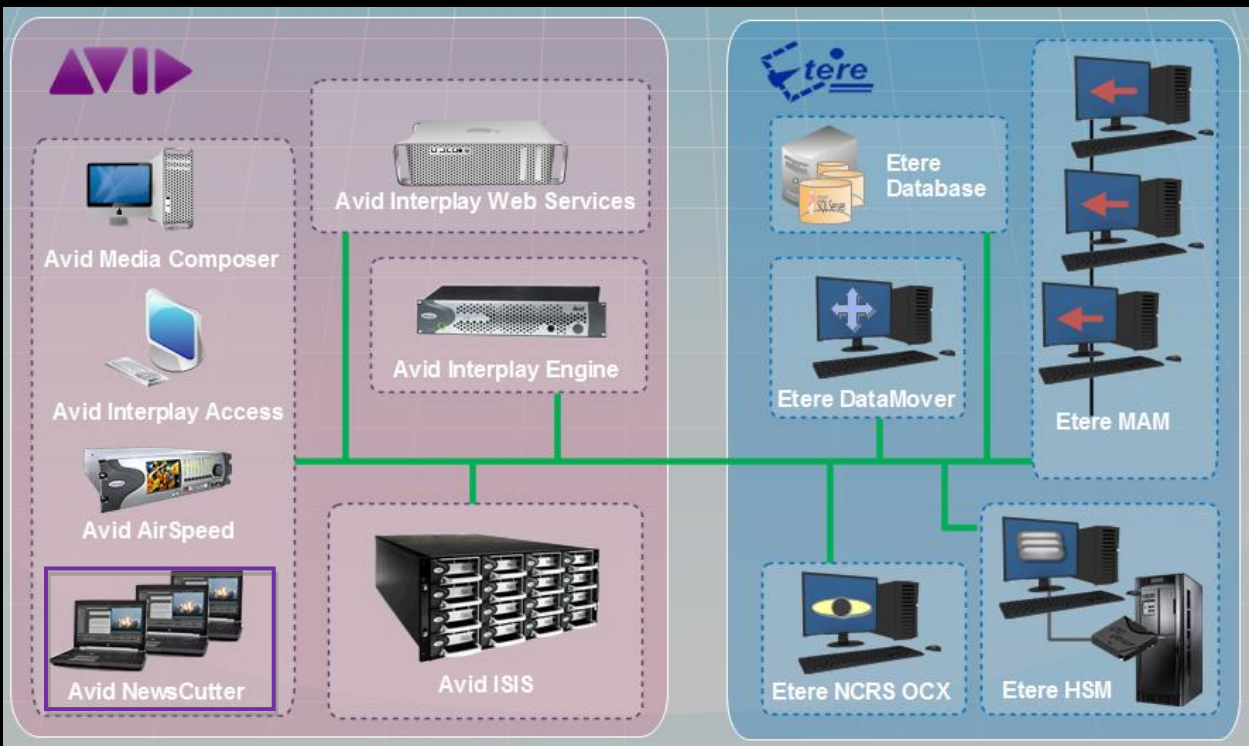 AVID
Avid Media Composer
Avid Interplay Access
Avid AirSpeed
Avid NewsCutter
Avid Interplay Web Services
Avid Interplay Engine
Avid ISIS
Etere
Etere
Database
SQLServer
Etere DataMover
Etere MAM
Etere NCRS OCX
Etere HSM